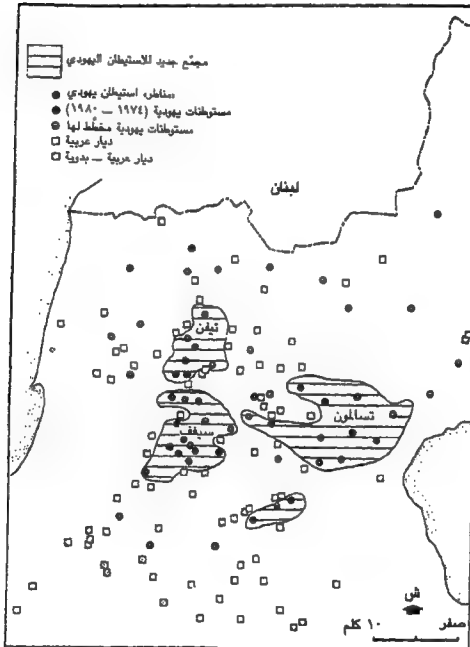 مجمّع جديد للاستيطان اليهودي
مناطر، استيطان يهودي
مستوطنات يهودية (١٩٧٤ — ١٩٨٠)
مستوطنات يهودية مخطّط لها
ديار عربية
ديار عربية — بدوية
لبنان
تيفن
تسالمون
سيغف
ش
صفر ١٠ كلم